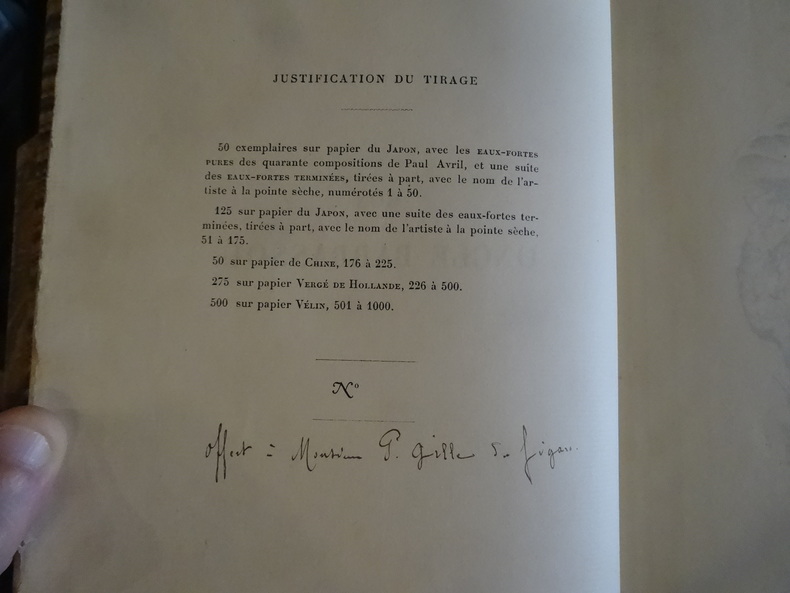 JUSTIFICATION DU TIRAGE
50 exemplaires sur papier du JAPON, avec les EAUX-FORTES
PURES des quarante compositions de Paul Avril, et une suite
des EAUX-FORTES TERMINÉES, tirées à part, avec le nom de l'ar-
tiste à la pointe sèche, numérotés 1 à 50.
125 sur papier du JAPON, avec une suite des eaux-fortes ter-
minées, tirées à part, avec le nom de l'artiste à la pointe sèche,
51 à 175.
50 sur papier de CHINE, 176 à 225.
275 sur papier VERGÉ DE HOLLANDE, 226 à 500.
500 sur papier VÉLIN, 501 à 1000.
No
Offert à Monsieur P. Gille du Figaro.